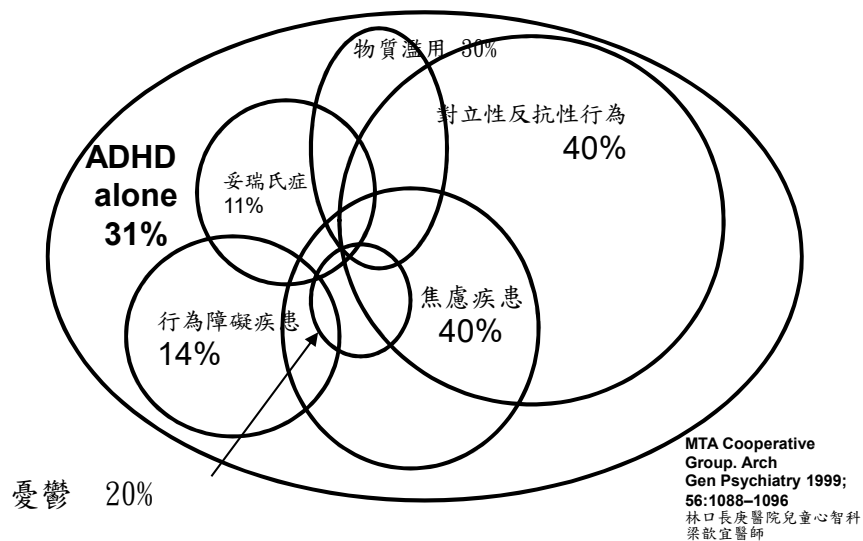 物質濫用 30%
對立性反抗性行為
40%
ADHD
alone
31%
妥瑞氏症
11%
焦慮疾患
40%
行為障礙疾患
14%
憂鬱 20%
MTA Cooperative
Group. Arch
Gen Psychiatry 1999;
56:1088–1096
林口長庚醫院兒童心智科
梁歆宜醫師